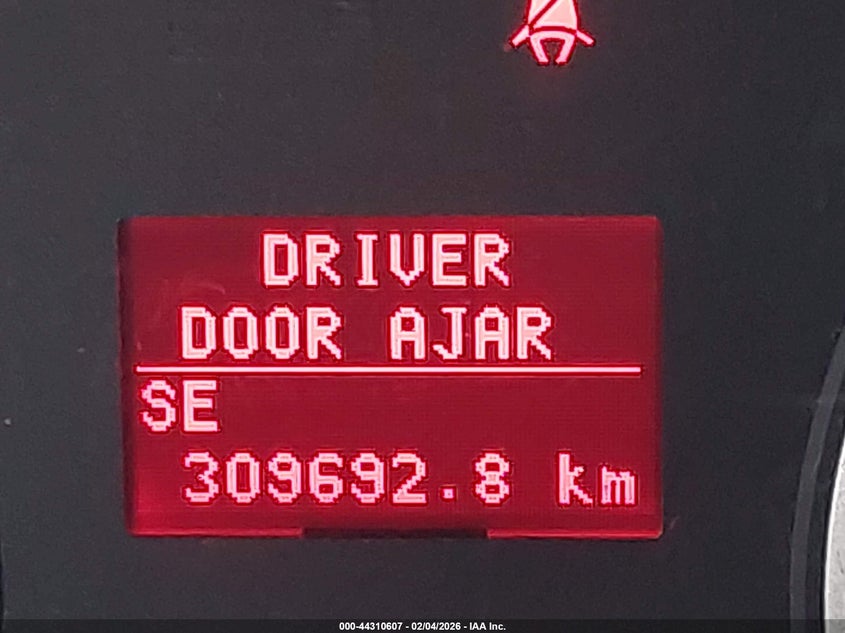 DRIVER
DOOR AJAR
SE
309692.8 km
000-44310607 - 02/04/2026 - IAA Inc.